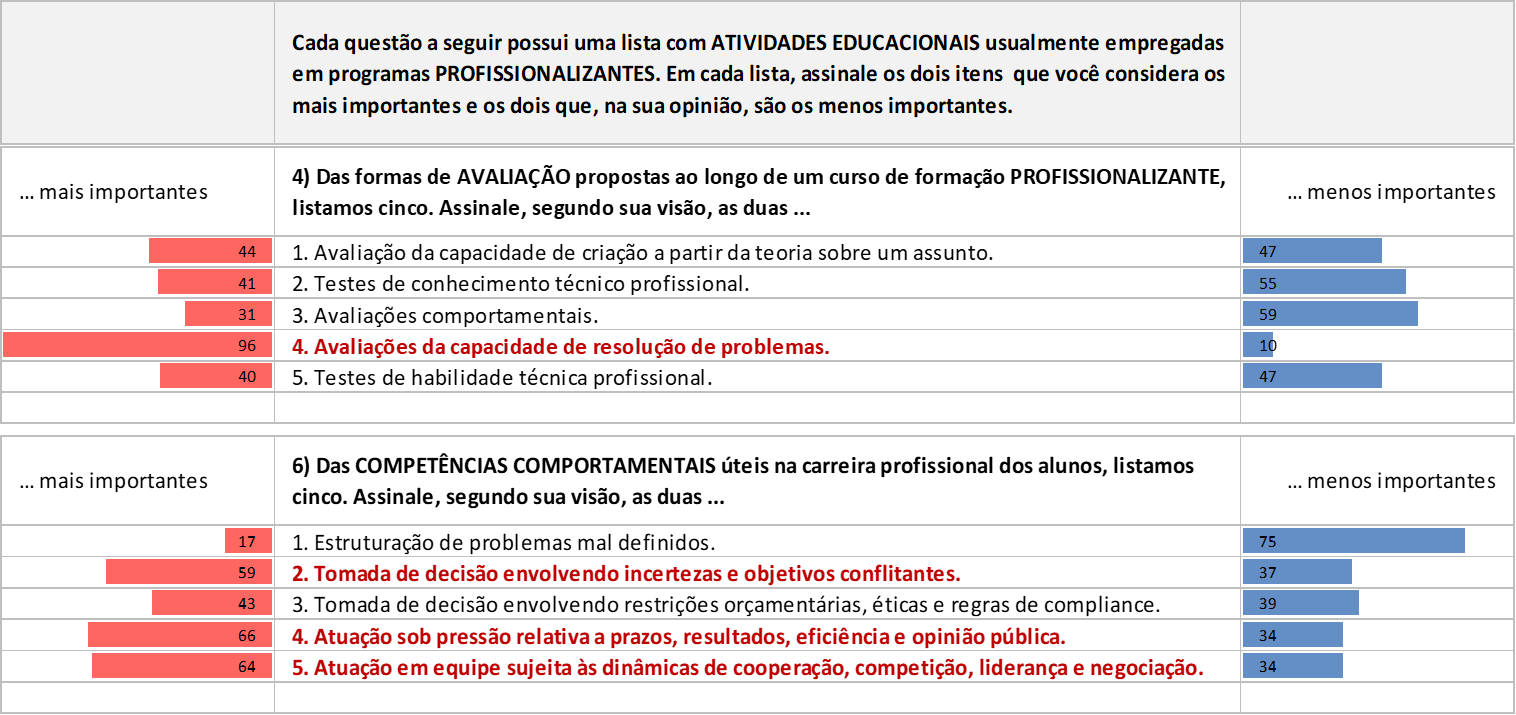 Cada questão a seguir possui uma lista com ATIVIDADES EDUCACIONAIS usualmente empregadas
em programas PROFISSIONALIZANTES. Em cada lista, assinale os dois itens que você considera os
mais importantes e os dois que, na sua opinião, são os menos importantes.
... mais importantes
4) Das formas de AVALIAÇÃO propostas ao longo de um curso de formação PROFISSIONALIZANTE,
listamos cinco. Assinale, segundo sua visão, as duas ...
... menos importantes
44 1. Avaliação da capacidade de criação a partir da teoria sobre um assunto. 47
41 2. Testes de conhecimento técnico profissional. 55
31 3. Avaliações comportamentais. 59
96 4. Avaliações da capacidade de resolução de problemas. 10
40 5. Testes de habilidade técnica profissional. 47
... mais importantes
6) Das COMPETÊNCIAS COMPORTAMENTAIS úteis na carreira profissional dos alunos, listamos
cinco. Assinale, segundo sua visão, as duas ...
... menos importantes
17 1. Estruturação de problemas mal definidos. 75
59 2. Tomada de decisão envolvendo incertezas e objetivos conflitantes. 37
43 3. Tomada de decisão envolvendo restrições orçamentárias, éticas e regras de compliance. 39
66 4. Atuação sob pressão relativa a prazos, resultados, eficiência e opinião pública. 34
64 5. Atuação em equipe sujeita às dinâmicas de cooperação, competição, liderança e negociação. 34